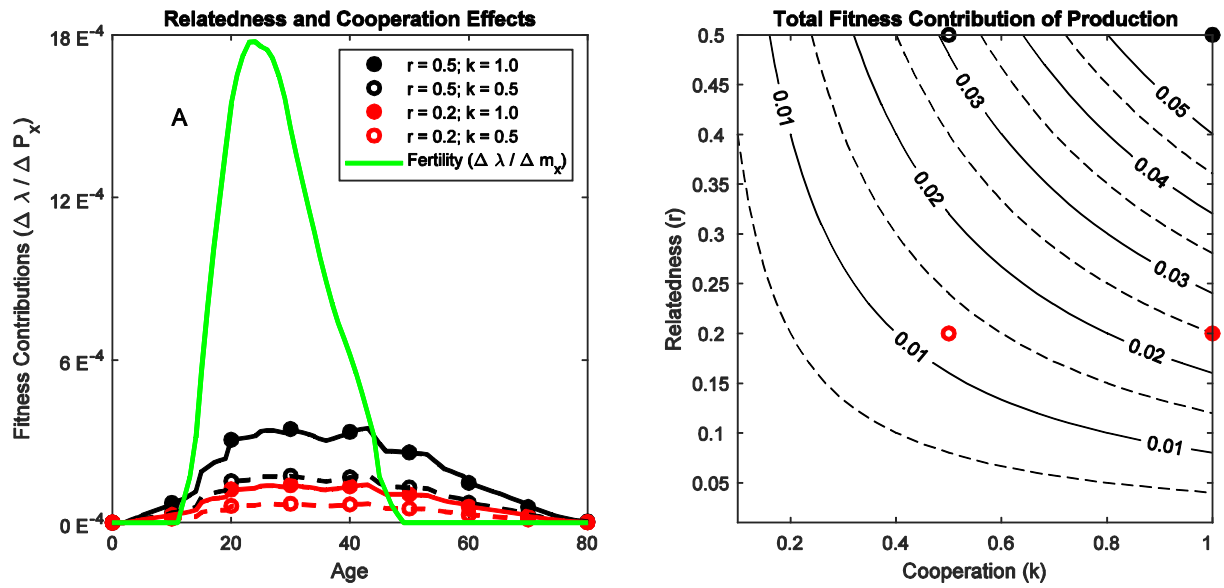 Relatedness and Cooperation Effects
18 E⁻⁴
12 E⁻⁴
6 E⁻⁴
0 E⁻⁴
Fitness Contributions (Δ λ / Δ Pₓ)
A
r = 0.5; k = 1.0
r = 0.5; k = 0.5
r = 0.2; k = 1.0
r = 0.2; k = 0.5
Fertility (Δ λ / Δ mₓ)
0 20 40 60 80
Age
Total Fitness Contribution of Production
0.5
0.45
0.4
0.35
0.3
0.25
0.2
0.15
0.1
0.05
Relatedness (r)
0.01
0.03
0.05
0.04
0.02
0.03
0.02
0.01
0.01
0.2 0.4 0.6 0.8 1
Cooperation (k)